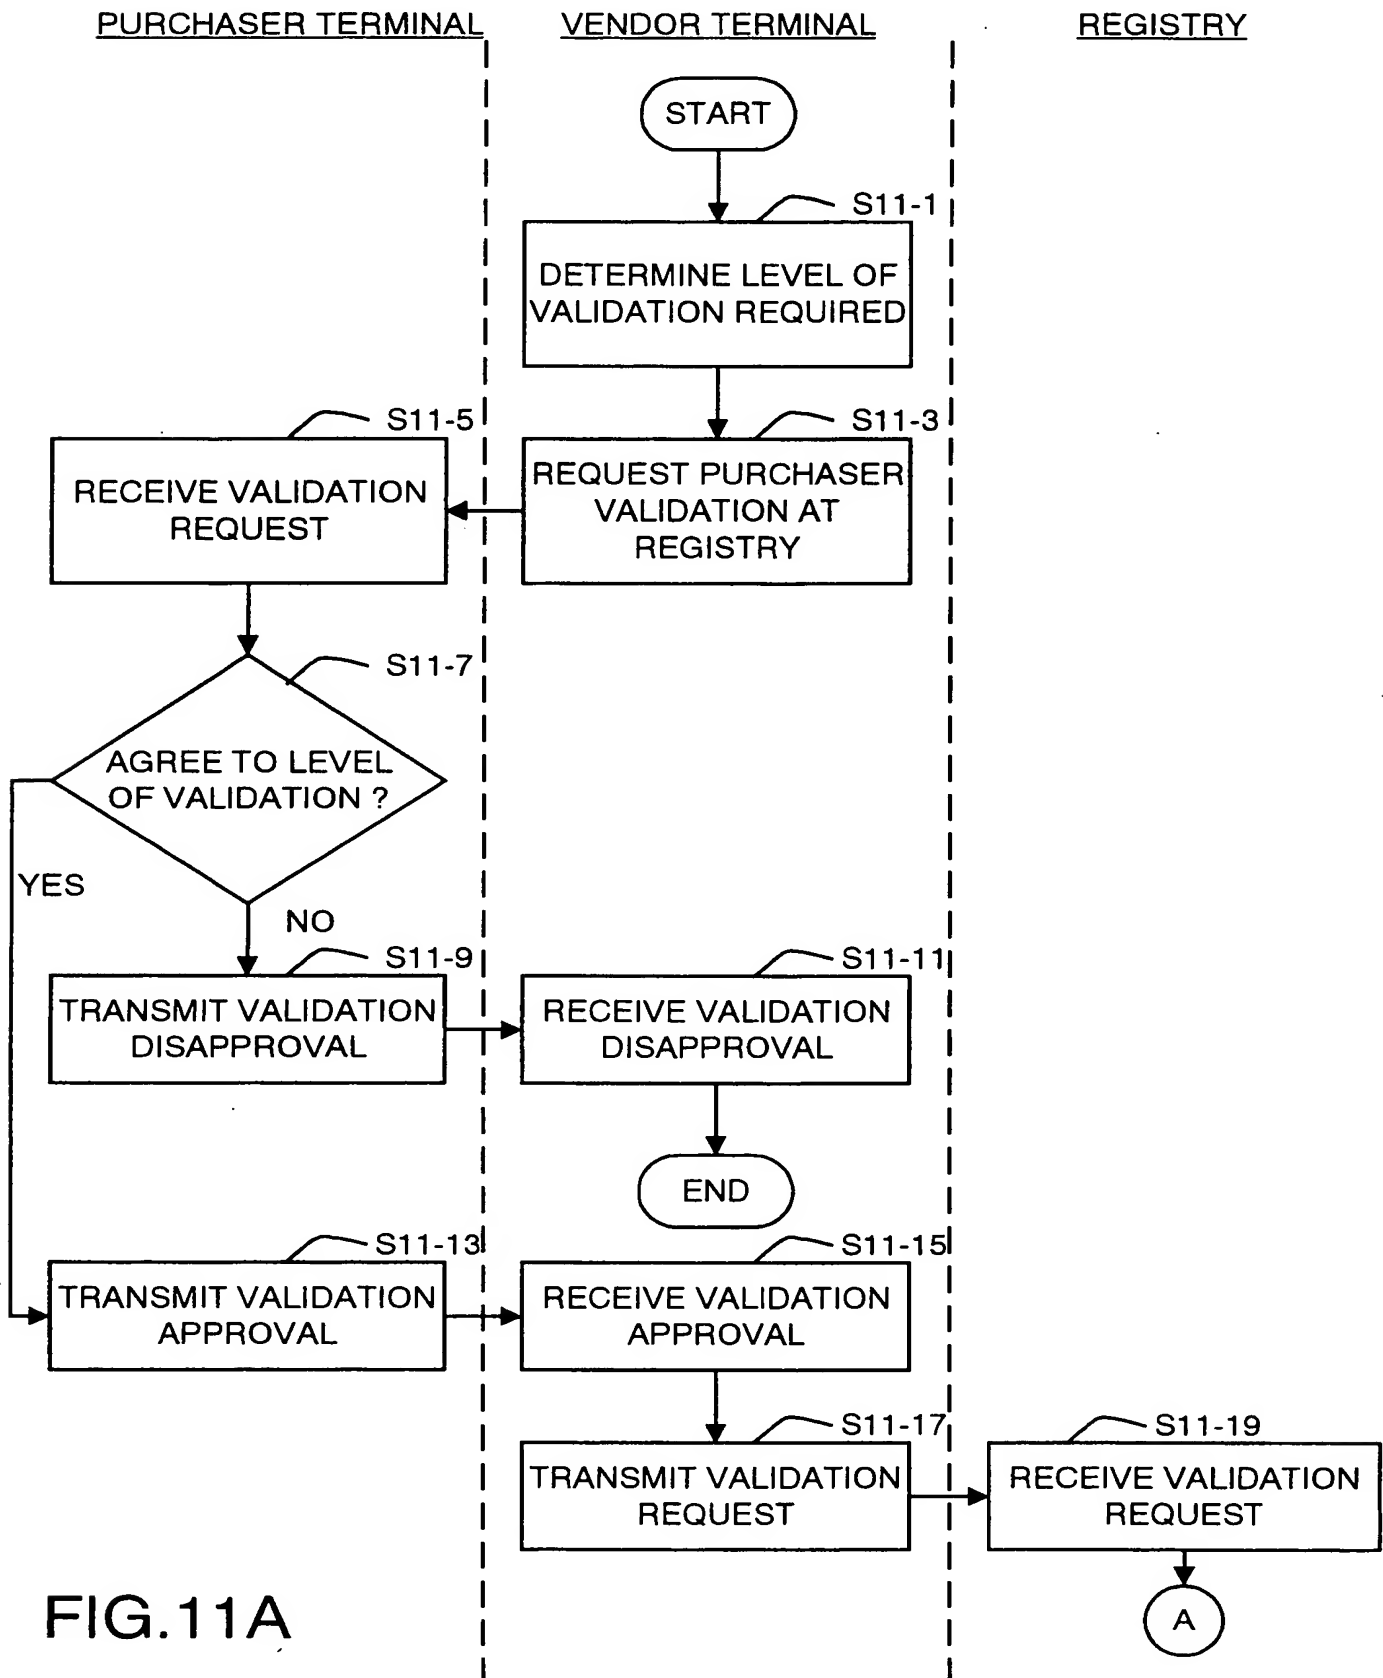 PURCHASER TERMINAL
VENDOR TERMINAL
REGISTRY
START
S11-1
DETERMINE LEVEL OF
VALIDATION REQUIRED
S11-5
S11-3
RECEIVE VALIDATION
REQUEST
REQUEST PURCHASER
VALIDATION AT
REGISTRY
S11-7
AGREE TO LEVEL
OF VALIDATION ?
YES
NO
S11-9
S11-11
TRANSMIT VALIDATION
DISAPPROVAL
RECEIVE VALIDATION
DISAPPROVAL
END
S11-13
S11-15
TRANSMIT VALIDATION
APPROVAL
RECEIVE VALIDATION
APPROVAL
S11-17
S11-19
TRANSMIT VALIDATION
REQUEST
RECEIVE VALIDATION
REQUEST
A
FIG.11A